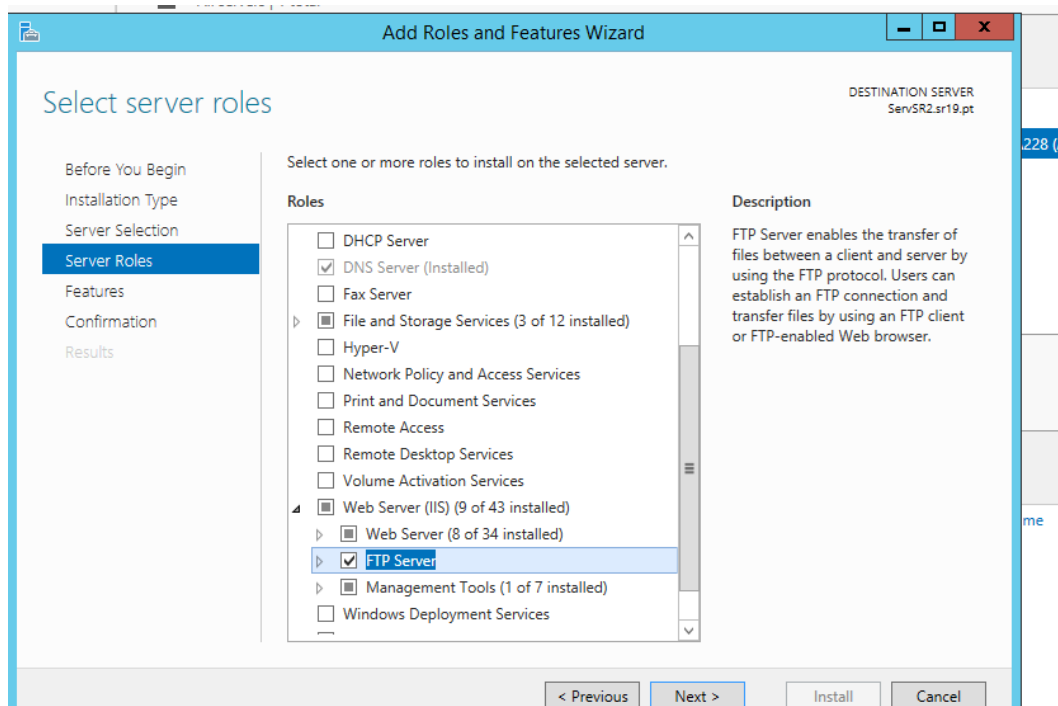 Add Roles and Features Wizard
Select server roles
DESTINATION SERVER
ServSR2.sr19.pt
Before You Begin
Installation Type
Server Selection
Server Roles
Features
Confirmation
Results
Select one or more roles to install on the selected server.
Roles
DHCP Server
DNS Server (Installed)
Fax Server
File and Storage Services (3 of 12 installed)
Hyper-V
Network Policy and Access Services
Print and Document Services
Remote Access
Remote Desktop Services
Volume Activation Services
Web Server (IIS) (9 of 43 installed)
Web Server (8 of 34 installed)
FTP Server
Management Tools (1 of 7 installed)
Windows Deployment Services
Description
FTP Server enables the transfer of
files between a client and server by
using the FTP protocol. Users can
establish an FTP connection and
transfer files by using an FTP client
or FTP-enabled Web browser.
< Previous
Next >
Install
Cancel
228 (
me